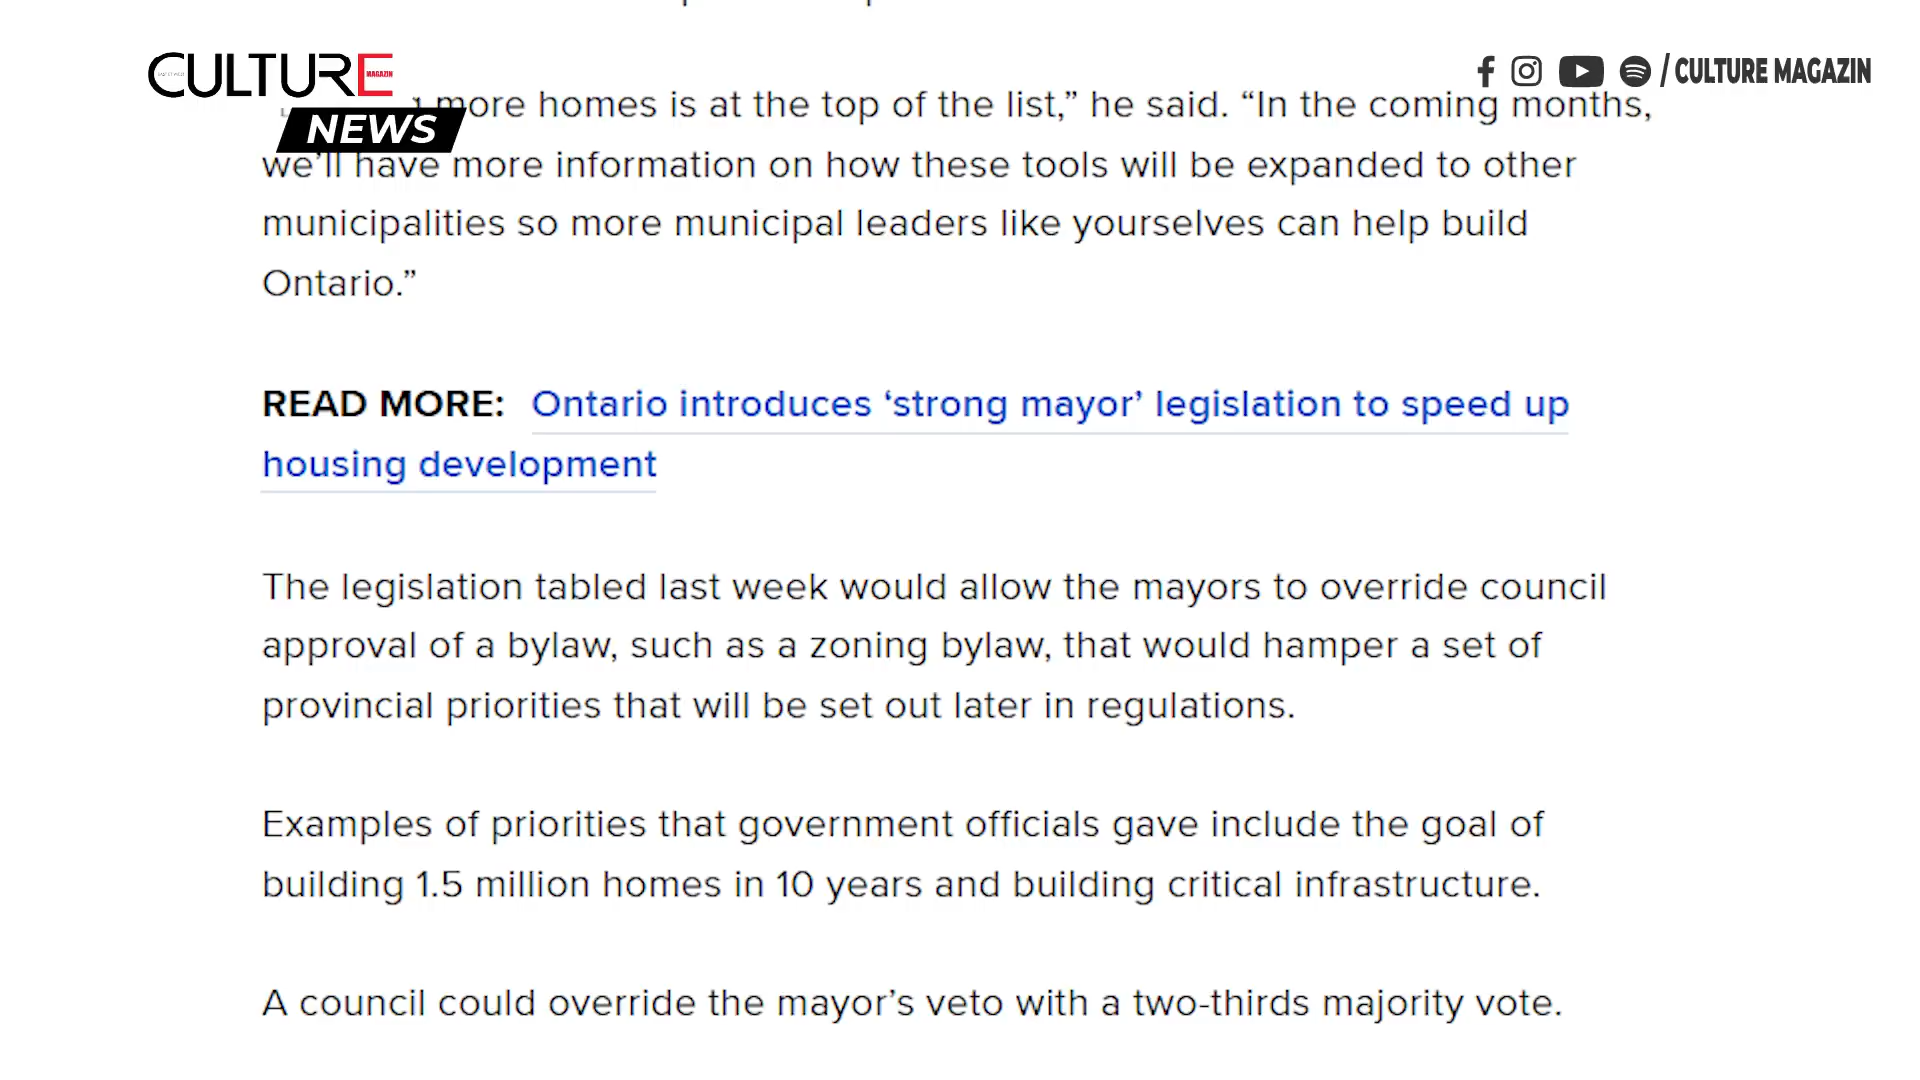 CULTURE
MAGAZIN
NEWS
/ CULTURE MAGAZIN
more homes is at the top of the list,” he said. “In the coming months,
we’ll have more information on how these tools will be expanded to other
municipalities so more municipal leaders like yourselves can help build
Ontario.”
READ MORE: Ontario introduces ‘strong mayor’ legislation to speed up
housing development
The legislation tabled last week would allow the mayors to override council
approval of a bylaw, such as a zoning bylaw, that would hamper a set of
provincial priorities that will be set out later in regulations.
Examples of priorities that government officials gave include the goal of
building 1.5 million homes in 10 years and building critical infrastructure.
A council could override the mayor’s veto with a two-thirds majority vote.